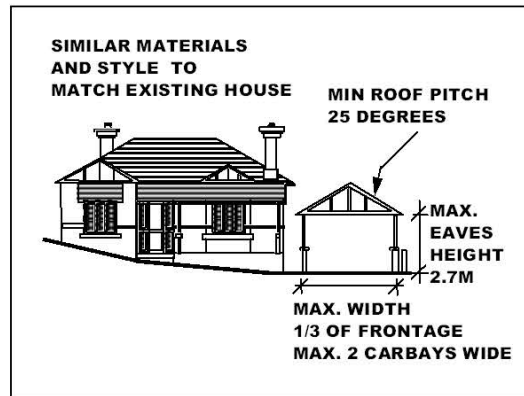 SIMILAR MATERIALS
AND STYLE TO
MATCH EXISTING HOUSE
MIN ROOF PITCH
25 DEGREES
MAX.
EAVES
HEIGHT
2.7M
MAX. WIDTH
1/3 OF FRONTAGE
MAX. 2 CARBAYS WIDE